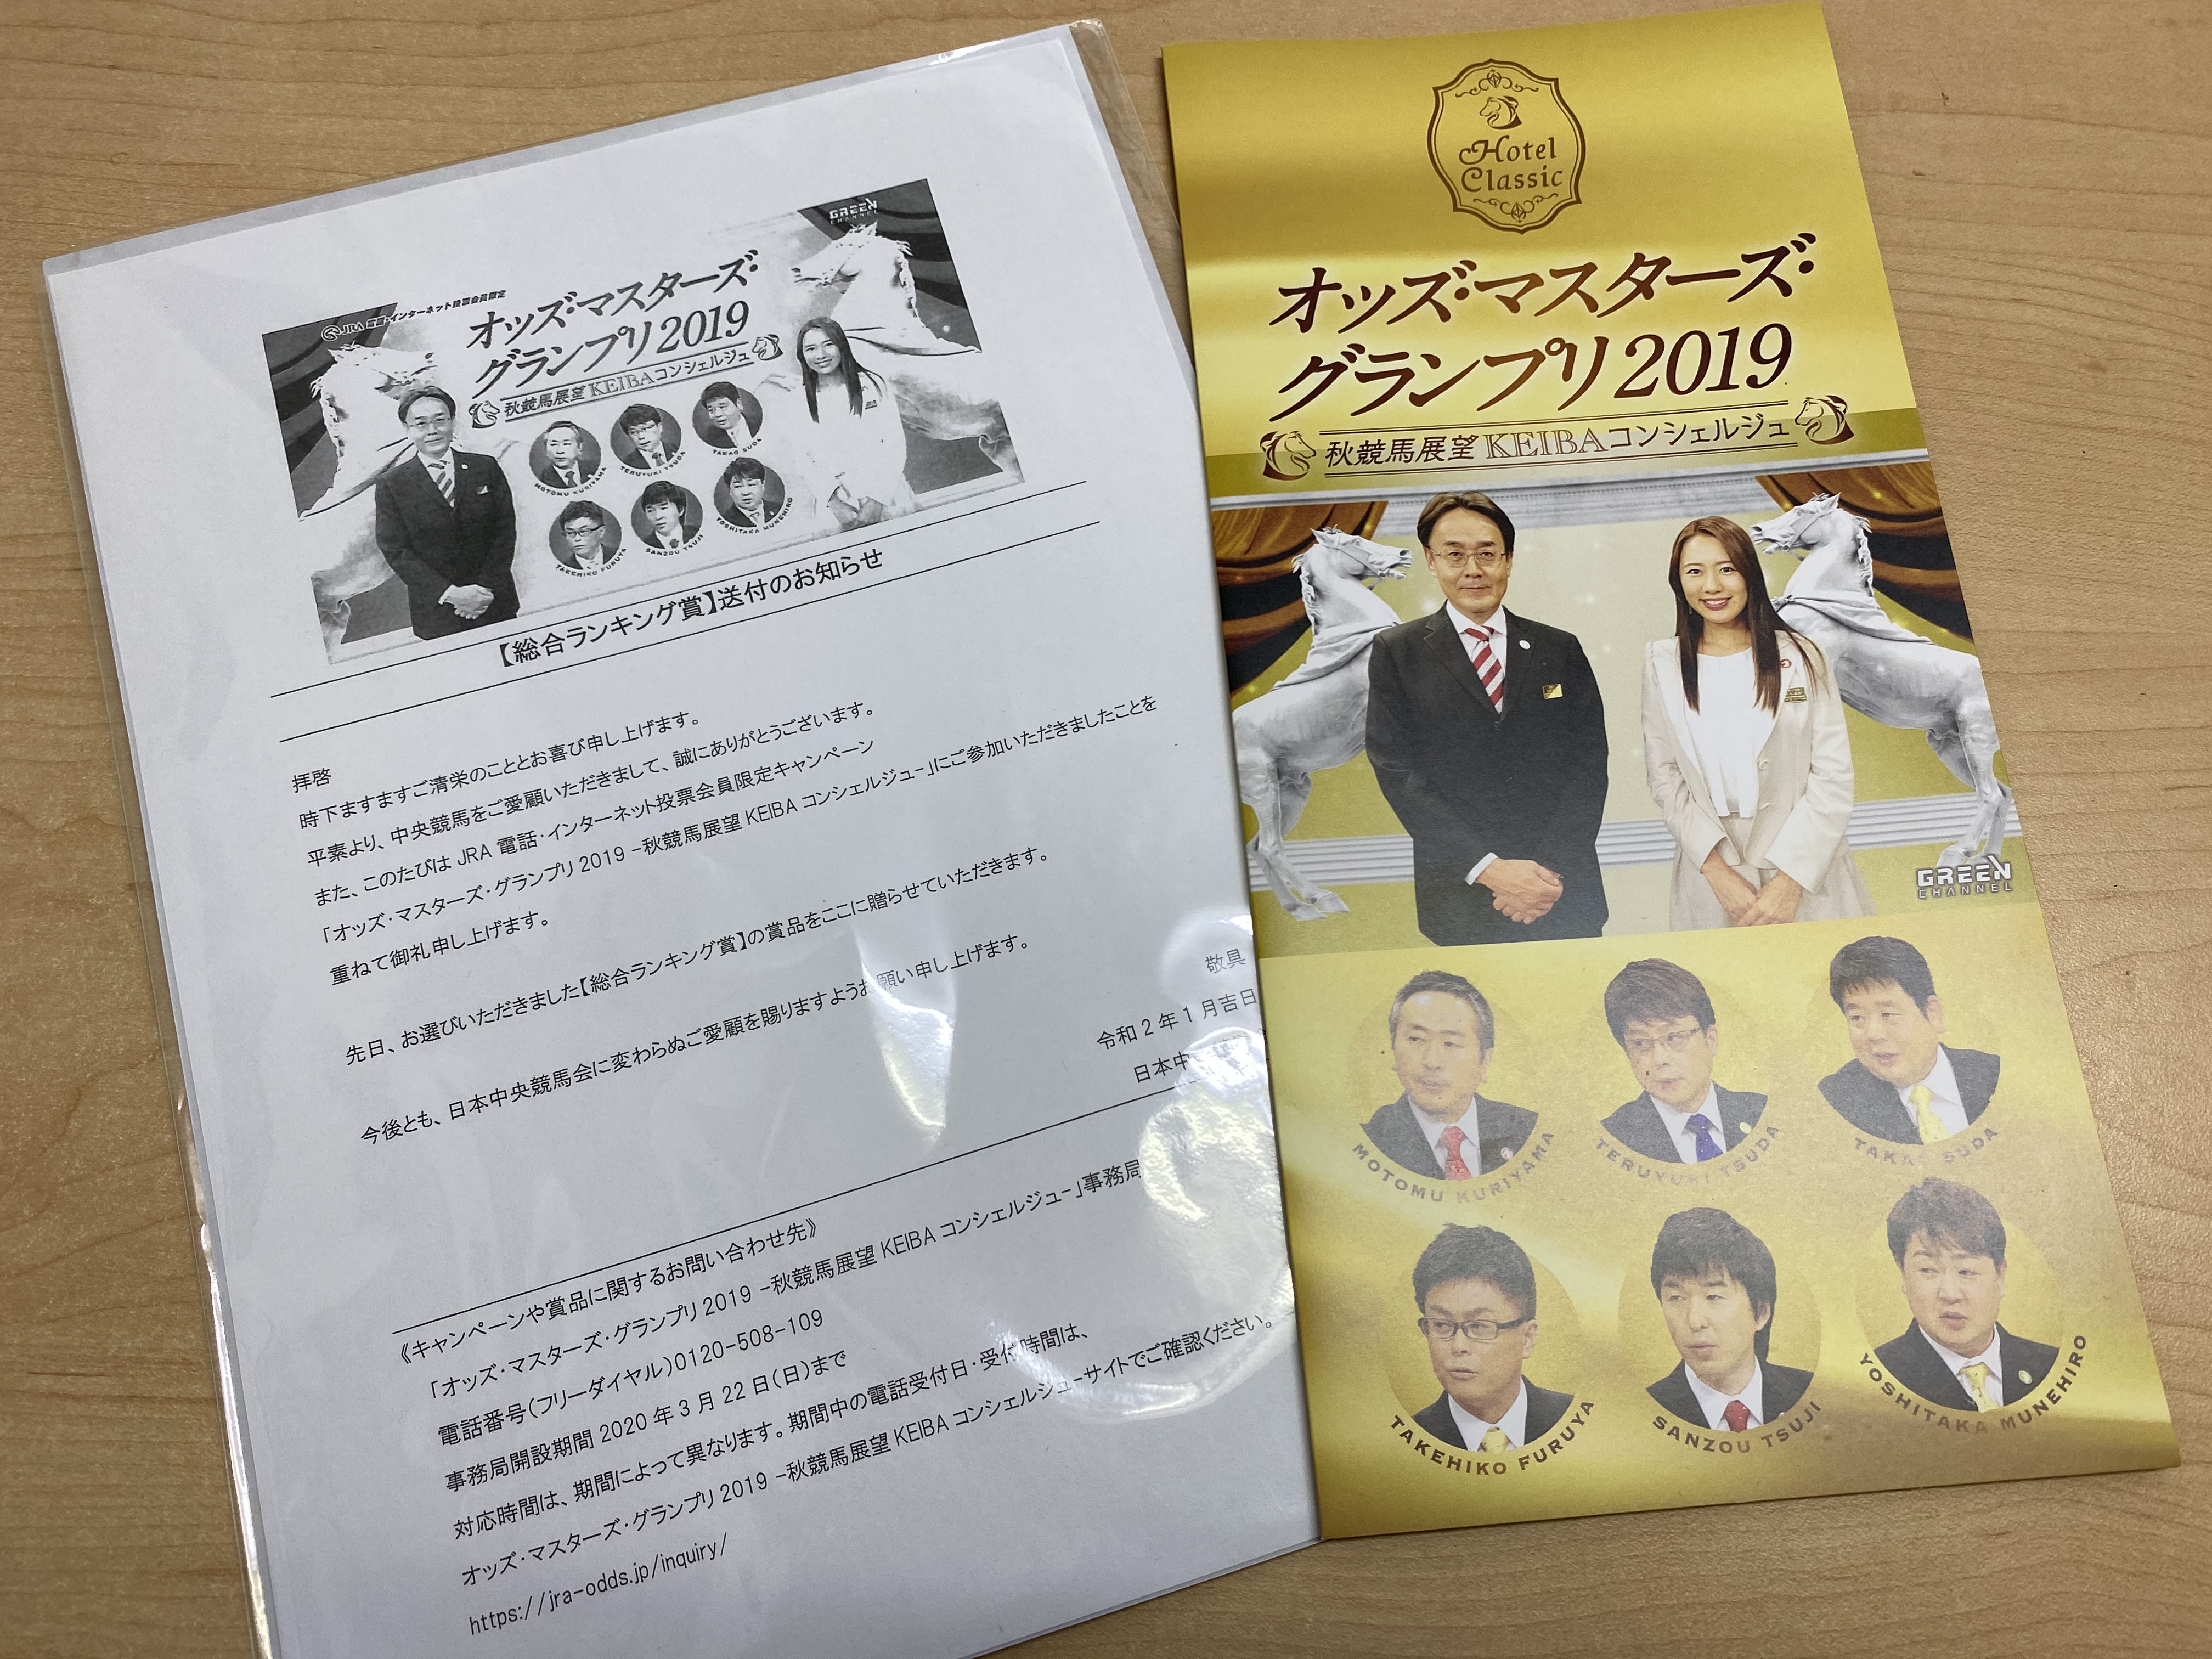 GREEN
CHANNEL
JRA 電話・インターネット投票会員限定
オッズ・マスターズ・
グランプリ2019
秋競馬展望 KEIBAコンシェルジュ
MOTOMU KURIYAMA
TERUYUKI TSUDA
TAKAO SUDA
TAKEHIKO FURUYA
SANZOU TSUJI
YOSHITAKA MUNEHIRO
【総合ランキング賞】送付のお知らせ
拝啓
時下ますますご清栄のこととお喜び申し上げます。
平素より、中央競馬をご愛顧いただきまして、誠にありがとうございます。
また、このたびは JRA 電話・インターネット投票会員限定キャンペーン
「オッズ・マスターズ・グランプリ 2019 -秋競馬展望 KEIBA コンシェルジュ-」にご参加いただきましたことを
重ねて御礼申し上げます。
先日、お選びいただきました【総合ランキング賞】の賞品をここに贈らせていただきます。
今後とも、日本中央競馬会に変わらぬご愛顧を賜りますようお願い申し上げます。
敬具
令和 2 年 1 月吉日
日本中
《キャンペーンや賞品に関するお問い合わせ先》
「オッズ・マスターズ・グランプリ 2019 -秋競馬展望 KEIBA コンシェルジュ-」事務局
電話番号(フリーダイヤル)0120-508-109
事務局開設期間 2020 年 3 月 22 日(日)まで
対応時間は、期間によって異なります。期間中の電話受付日・受付時間は、
オッズ・マスターズ・グランプリ 2019 -秋競馬展望 KEIBA コンシェルジュ-サイトでご確認ください。
https://jra-odds.jp/inquiry/
Hotel
Classic
オッズ・マスターズ・
グランプリ2019
秋競馬展望 KEIBAコンシェルジュ
GREEN
CHANNEL
MOTOMU KURIYAMA
TERUYUKI TSUDA
TAKAO SUDA
TAKEHIKO FURUYA
SANZOU TSUJI
YOSHITAKA MUNEHIRO